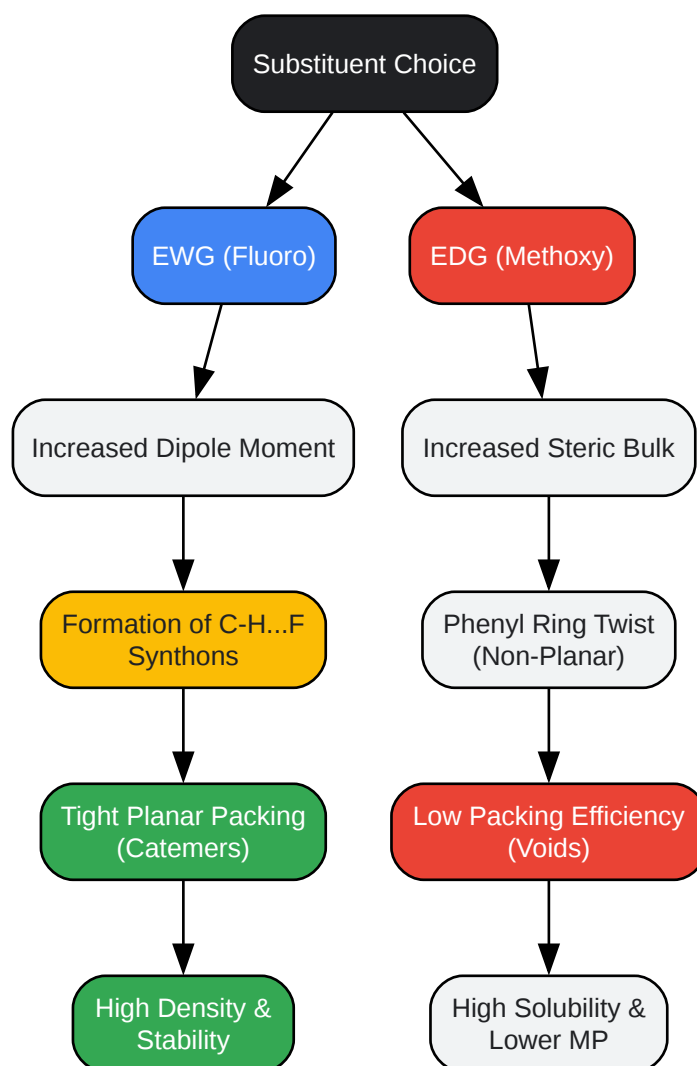 Substituent Choice
EWG (Fluoro)
EDG (Methoxy)
Increased Dipole Moment
Increased Steric Bulk
Formation of C-H...F
Synthons
Phenyl Ring Twist
(Non-Planar)
Tight Planar Packing
(Catemers)
Low Packing Efficiency
(Voids)
High Density &
Stability
High Solubility &
Lower MP